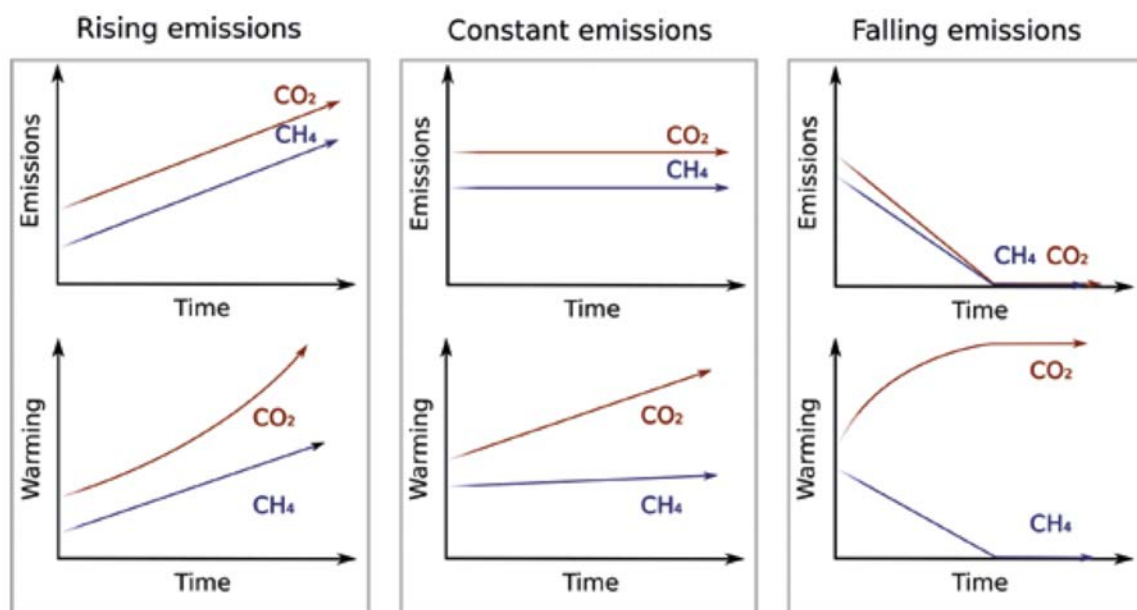 Rising emissions
Emissions
CO₂
CH₄
Time
Warming
CO₂
CH₄
Time
Constant emissions
Emissions
CO₂
CH₄
Time
Warming
CO₂
CH₄
Time
Falling emissions
Emissions
CH₄ CO₂
Time
Warming
CO₂
CH₄
Time